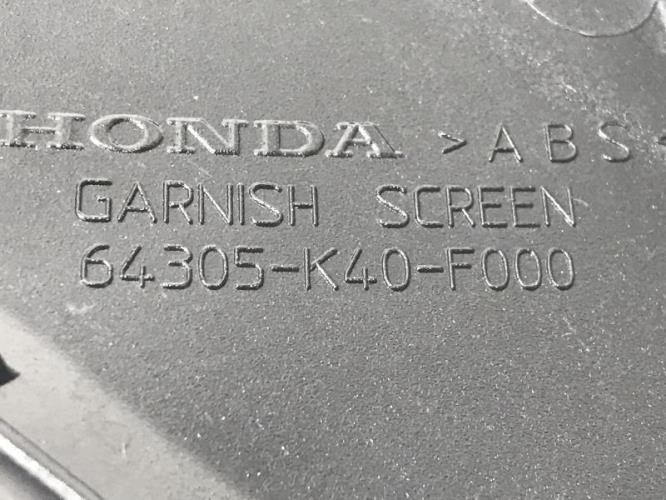 HONDA >ABS<
GARNISH SCREEN
64305-K40-F000